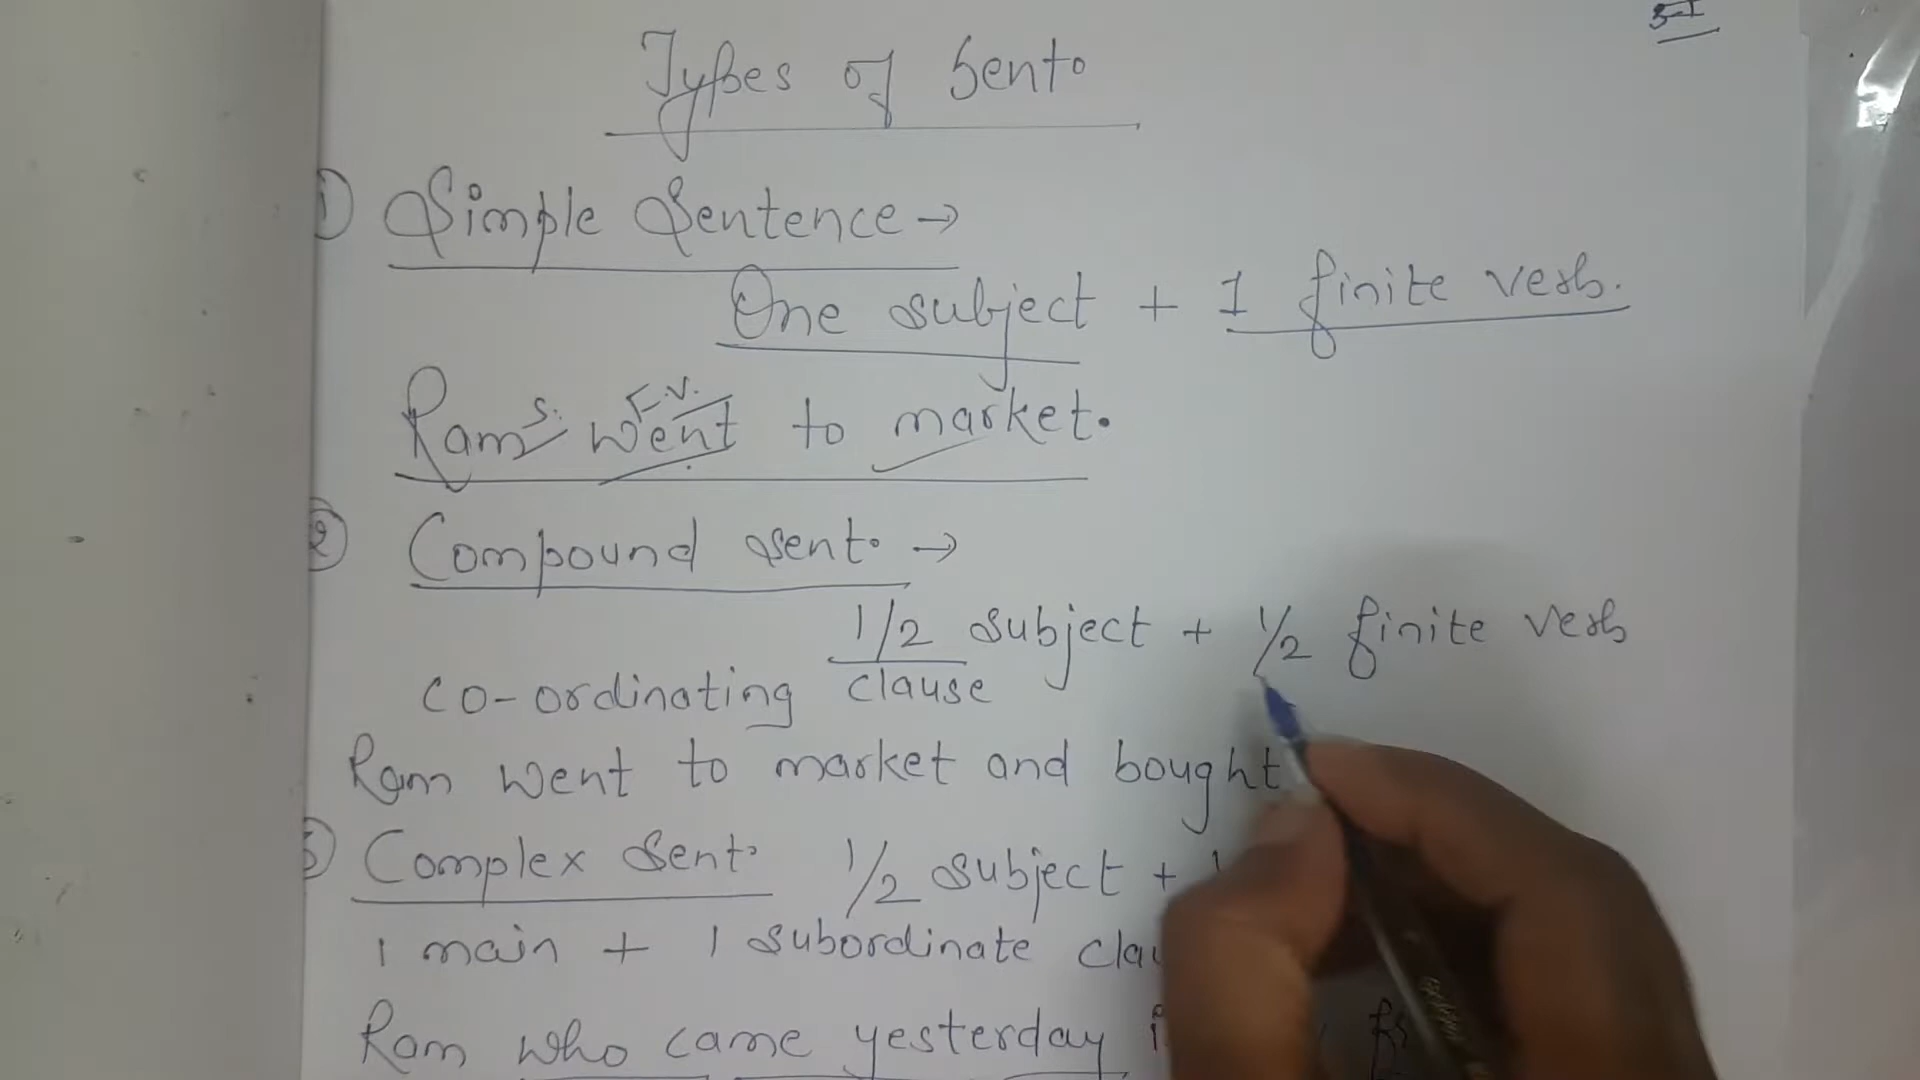 Types of Sent.
① Simple Sentence →
One subject + 1 finite verb.
S. F.V.
Ram went to market.
② Compound Sent. →
1/2 subject + 1/2 finite verb
co-ordinating clause
Ram went to market and bought
Complex Sent. 1/2 subject +
1 main + 1 subordinate
Ram who came yesterday